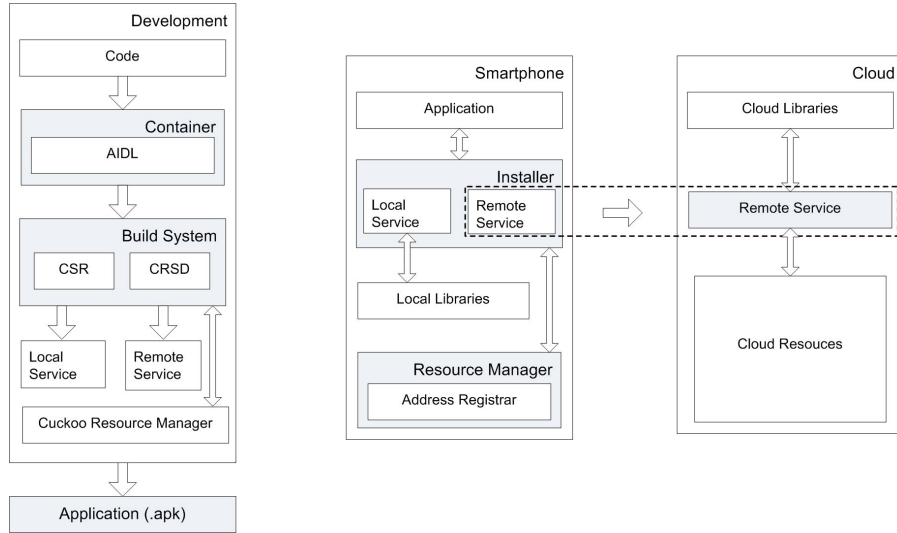 Development
Code
Container
AIDL
Build System
CSR
CRSD
Local
Service
Remote
Service
Cuckoo Resource Manager
Application (.apk)
Smartphone
Application
Installer
Local
Service
Remote
Service
Local Libraries
Resource Manager
Address Registrar
Cloud
Cloud Libraries
Remote Service
Cloud Resouces